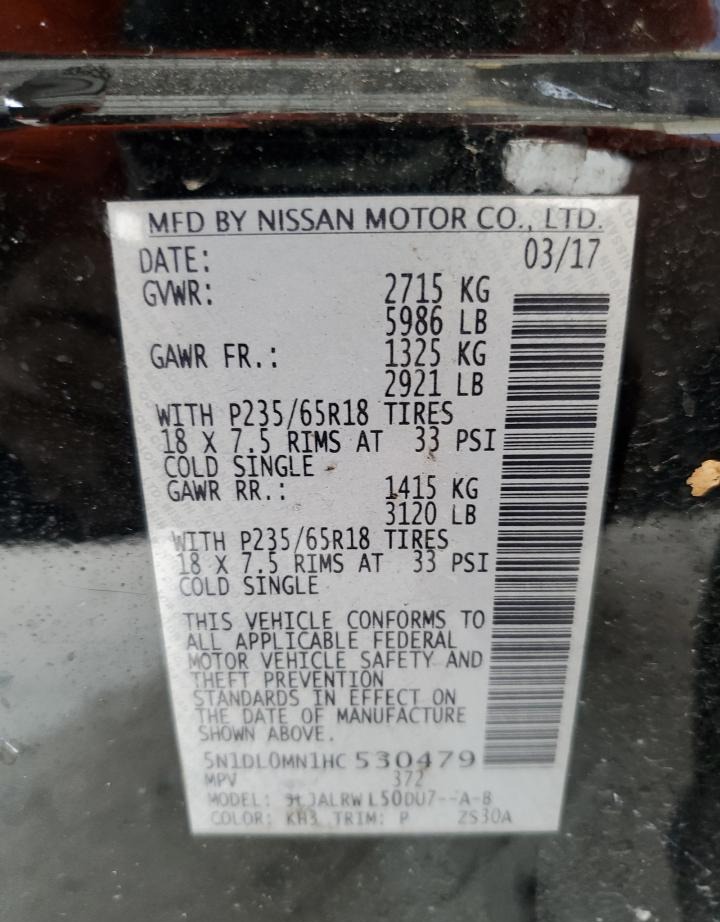 MFD BY NISSAN MOTOR CO., LTD.
DATE: 03/17
GVWR: 2715 KG
5986 LB
GAWR FR.: 1325 KG
2921 LB
WITH P235/65R18 TIRES
18 X 7.5 RIMS AT 33 PSI
COLD SINGLE
GAWR RR.: 1415 KG
3120 LB
WITH P235/65R18 TIRES
18 X 7.5 RIMS AT 33 PSI
COLD SINGLE
THIS VEHICLE CONFORMS TO
ALL APPLICABLE FEDERAL
MOTOR VEHICLE SAFETY AND
THEFT PREVENTION
STANDARDS IN EFFECT ON
THE DATE OF MANUFACTURE
SHOWN ABOVE.
5N1DL0MN1HC530479
MPV 372
MODEL:
COLOR: KH3 TRIM: P ZS30A